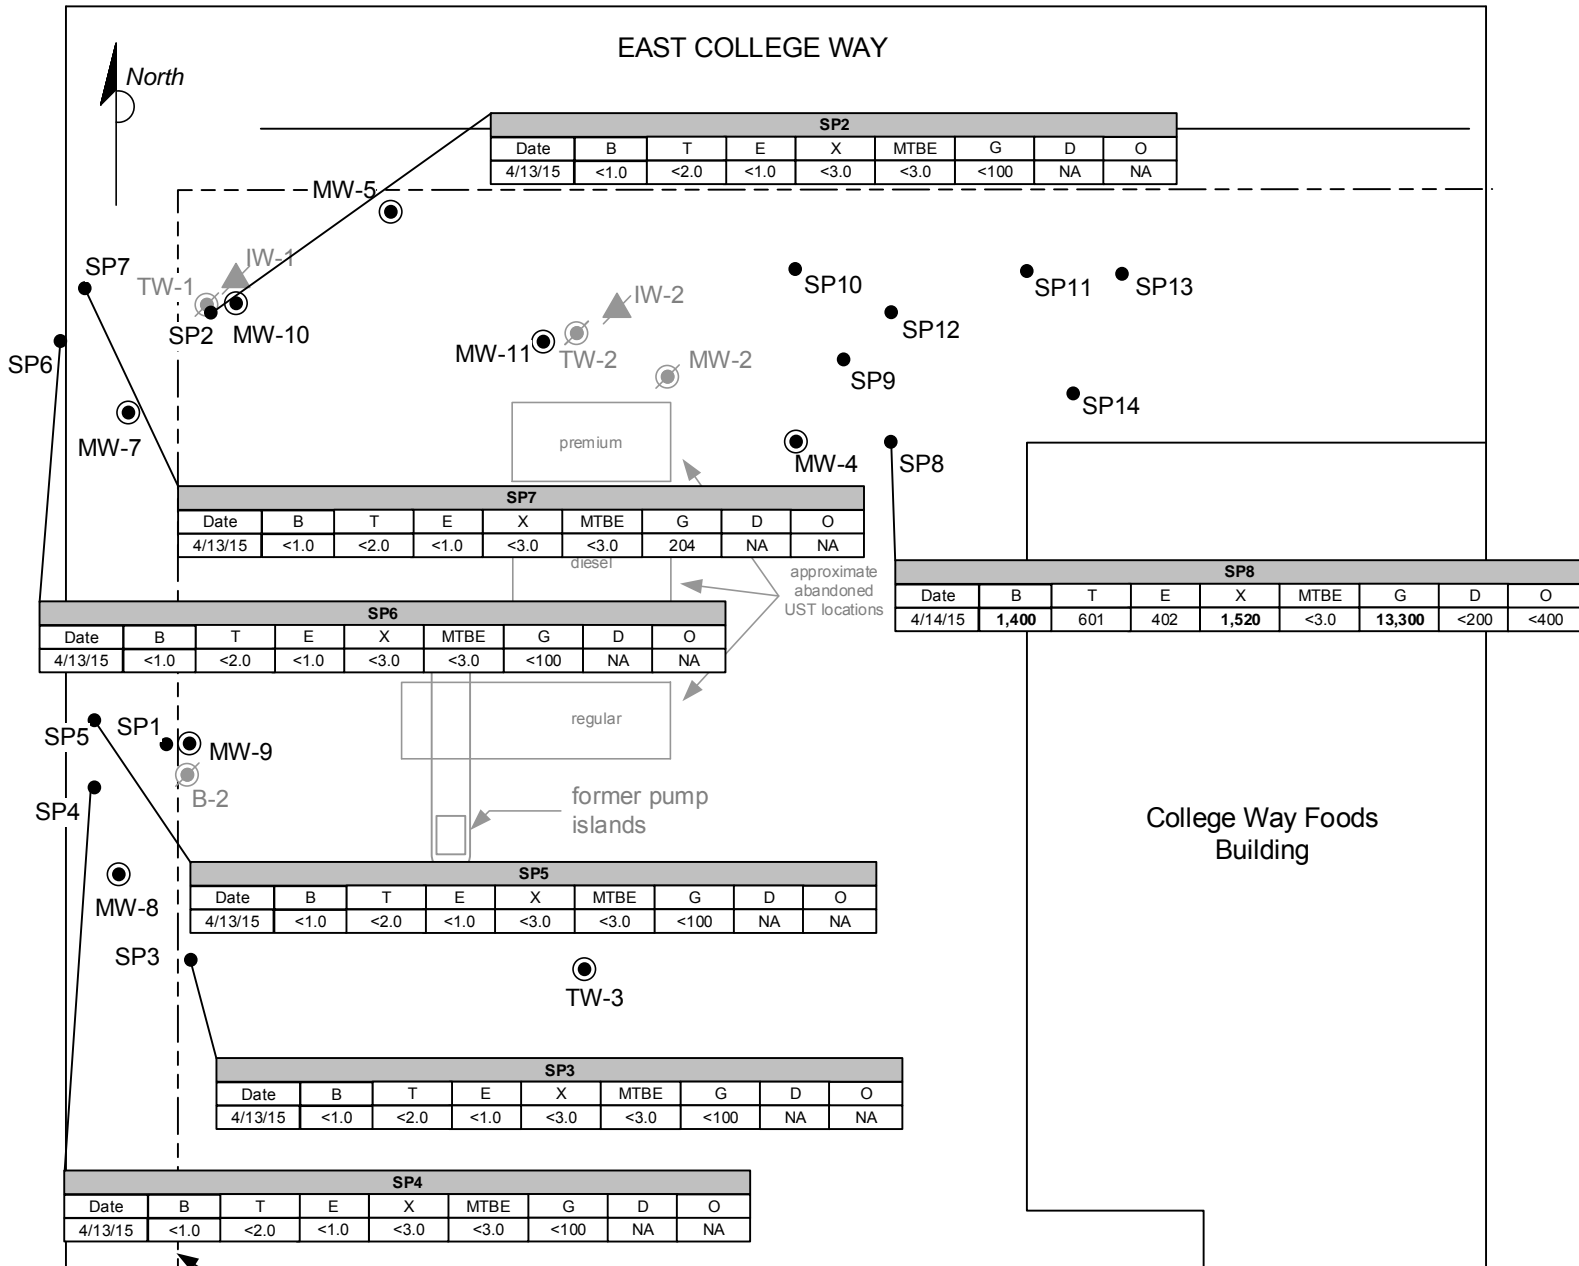 EAST COLLEGE WAY
North
SP2
Date B T E X MTBE G D O
4/13/15 <1.0 <2.0 <1.0 <3.0 <3.0 <100 NA NA
MW-5
SP7
IW-1
TW-1
SP2
MW-10
SP6
MW-7
IW-2
MW-11
TW-2
MW-2
SP10
SP11
SP13
SP12
SP9
SP14
MW-4
SP8
premium
SP7
Date B T E X MTBE G D O
4/13/15 <1.0 <2.0 <1.0 <3.0 <3.0 204 NA NA
diesel
approximate
abandoned
UST locations
SP8
Date B T E X MTBE G D O
4/14/15 1,400 601 402 1,520 <3.0 13,300 <200 <400
SP6
Date B T E X MTBE G D O
4/13/15 <1.0 <2.0 <1.0 <3.0 <3.0 <100 NA NA
regular
SP5
SP1
MW-9
B-2
SP4
former pump
islands
College Way Foods
Building
MW-8
SP5
Date B T E X MTBE G D O
4/13/15 <1.0 <2.0 <1.0 <3.0 <3.0 <100 NA NA
SP3
TW-3
SP3
Date B T E X MTBE G D O
4/13/15 <1.0 <2.0 <1.0 <3.0 <3.0 <100 NA NA
SP4
Date B T E X MTBE G D O
4/13/15 <1.0 <2.0 <1.0 <3.0 <3.0 <100 NA NA